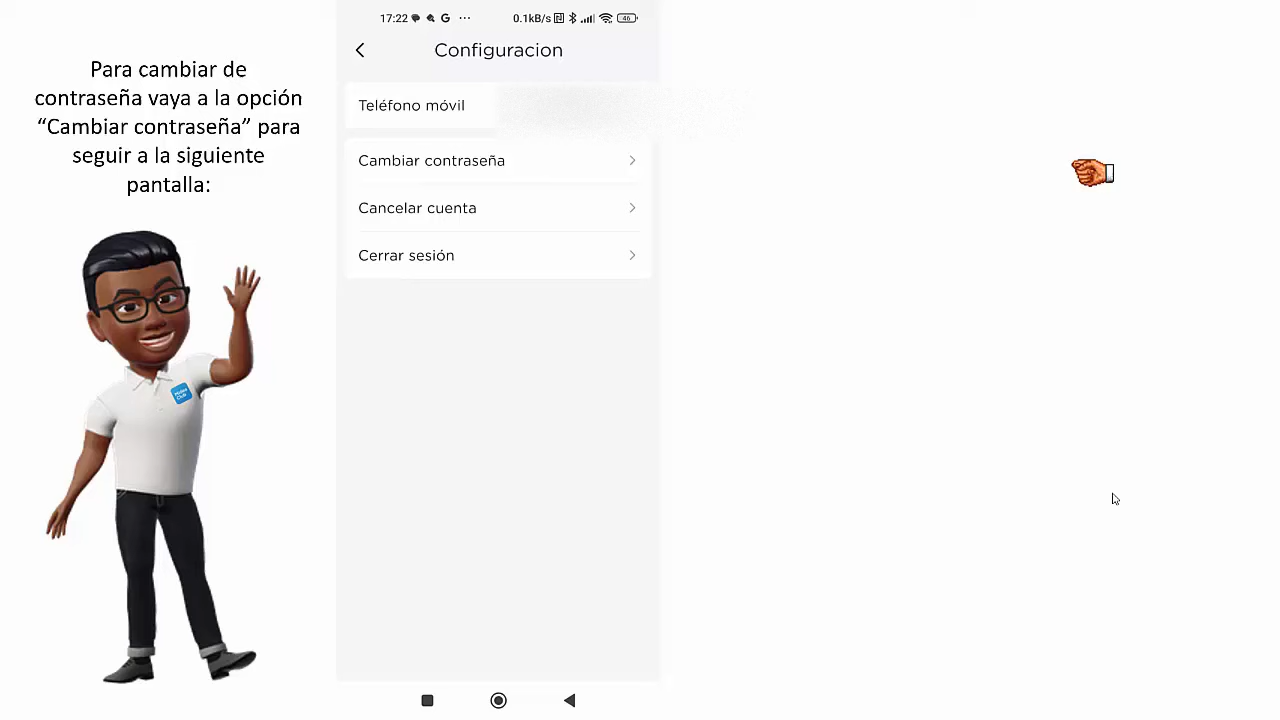 Para cambiar de
contraseña vaya a la opción
“Cambiar contraseña” para
seguir a la siguiente
pantalla:
17:22 G ... 0.1kB/s 46
Configuracion
Teléfono móvil
Cambiar contraseña
Cancelar cuenta
Cerrar sesión